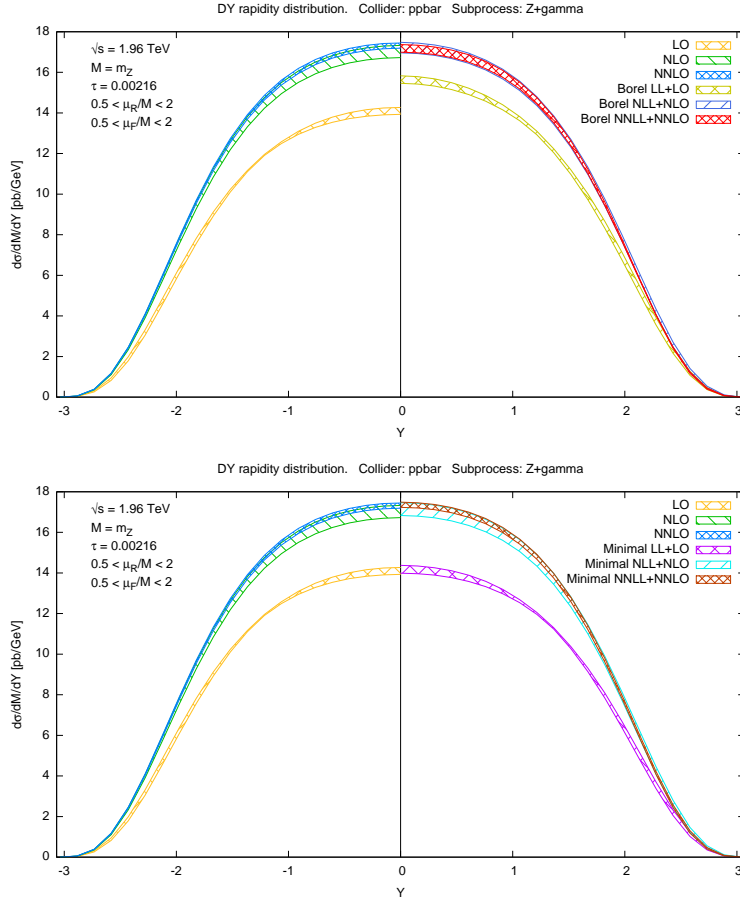 DY rapidity distribution.   Collider: ppbar   Subprocess: Z+gamma
√s = 1.96 TeV
M = m_Z
τ = 0.00216
0.5 < μ_R/M < 2
0.5 < μ_F/M < 2
LO
NLO
NNLO
Borel LL+LO
Borel NLL+NLO
Borel NNLL+NNLO
dσ/dM/dY [pb/GeV]
18
16
14
12
10
8
6
4
2
0
-3 -2 -1 0 1 2 3
Y
DY rapidity distribution.   Collider: ppbar   Subprocess: Z+gamma
√s = 1.96 TeV
M = m_Z
τ = 0.00216
0.5 < μ_R/M < 2
0.5 < μ_F/M < 2
LO
NLO
NNLO
Minimal LL+LO
Minimal NLL+NLO
Minimal NNLL+NNLO
dσ/dM/dY [pb/GeV]
18
16
14
12
10
8
6
4
2
0
-3 -2 -1 0 1 2 3
Y